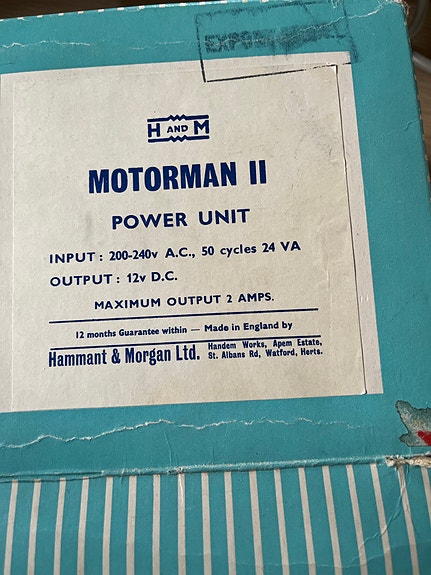 EXPORT
H AND M
MOTORMAN II
POWER UNIT
INPUT : 200-240v A.C., 50 cycles 24 VA
OUTPUT : 12v D.C.
MAXIMUM OUTPUT 2 AMPS.
12 months Guarantee within — Made in England by
Hammant & Morgan Ltd. Handem Works, Apem Estate,
St. Albans Rd, Watford, Herts.